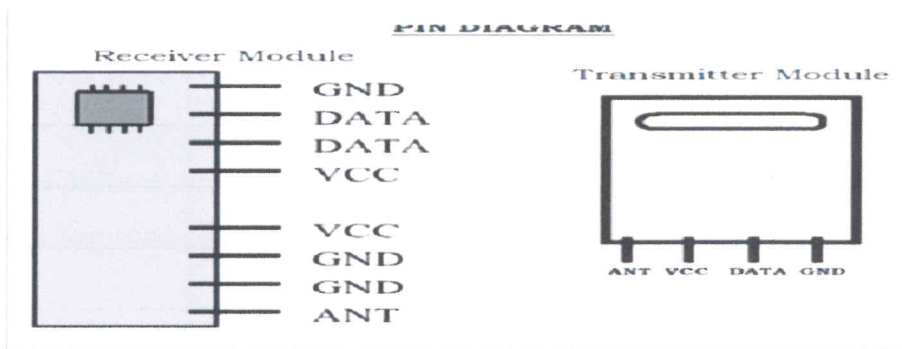 PIN DIAGRAM
Receiver Module
GND
DATA
DATA
VCC
VCC
GND
GND
ANT
Transmitter Module
ANT VCC DATA GND